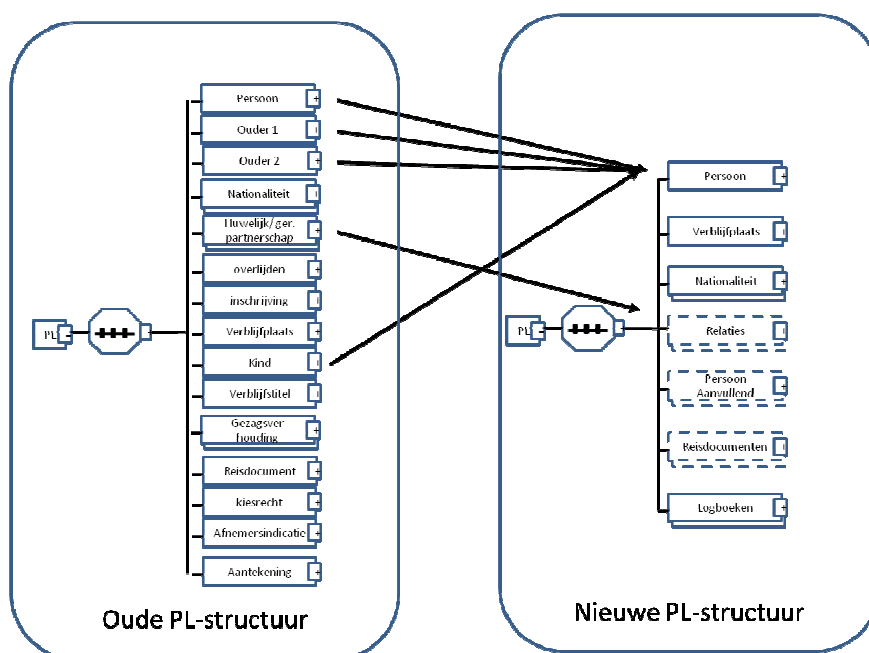 Persoon
Ouder 1
Ouder 2
Nationaliteit
Huwelijk/ger.
partnerschap
overlijden
inschrijving
PL
Verblijfplaats
Kind
Verblijfstitel
Gezagsver
houding
Reisdocument
kiesrecht
Afnemersindicatie
Aantekening
Oude PL-structuur
Persoon
Verblijfplaats
Nationaliteit
PL
Relaties
Persoon
Aanvullend
Reisdocumenten
Logboeken
Nieuwe PL-structuur